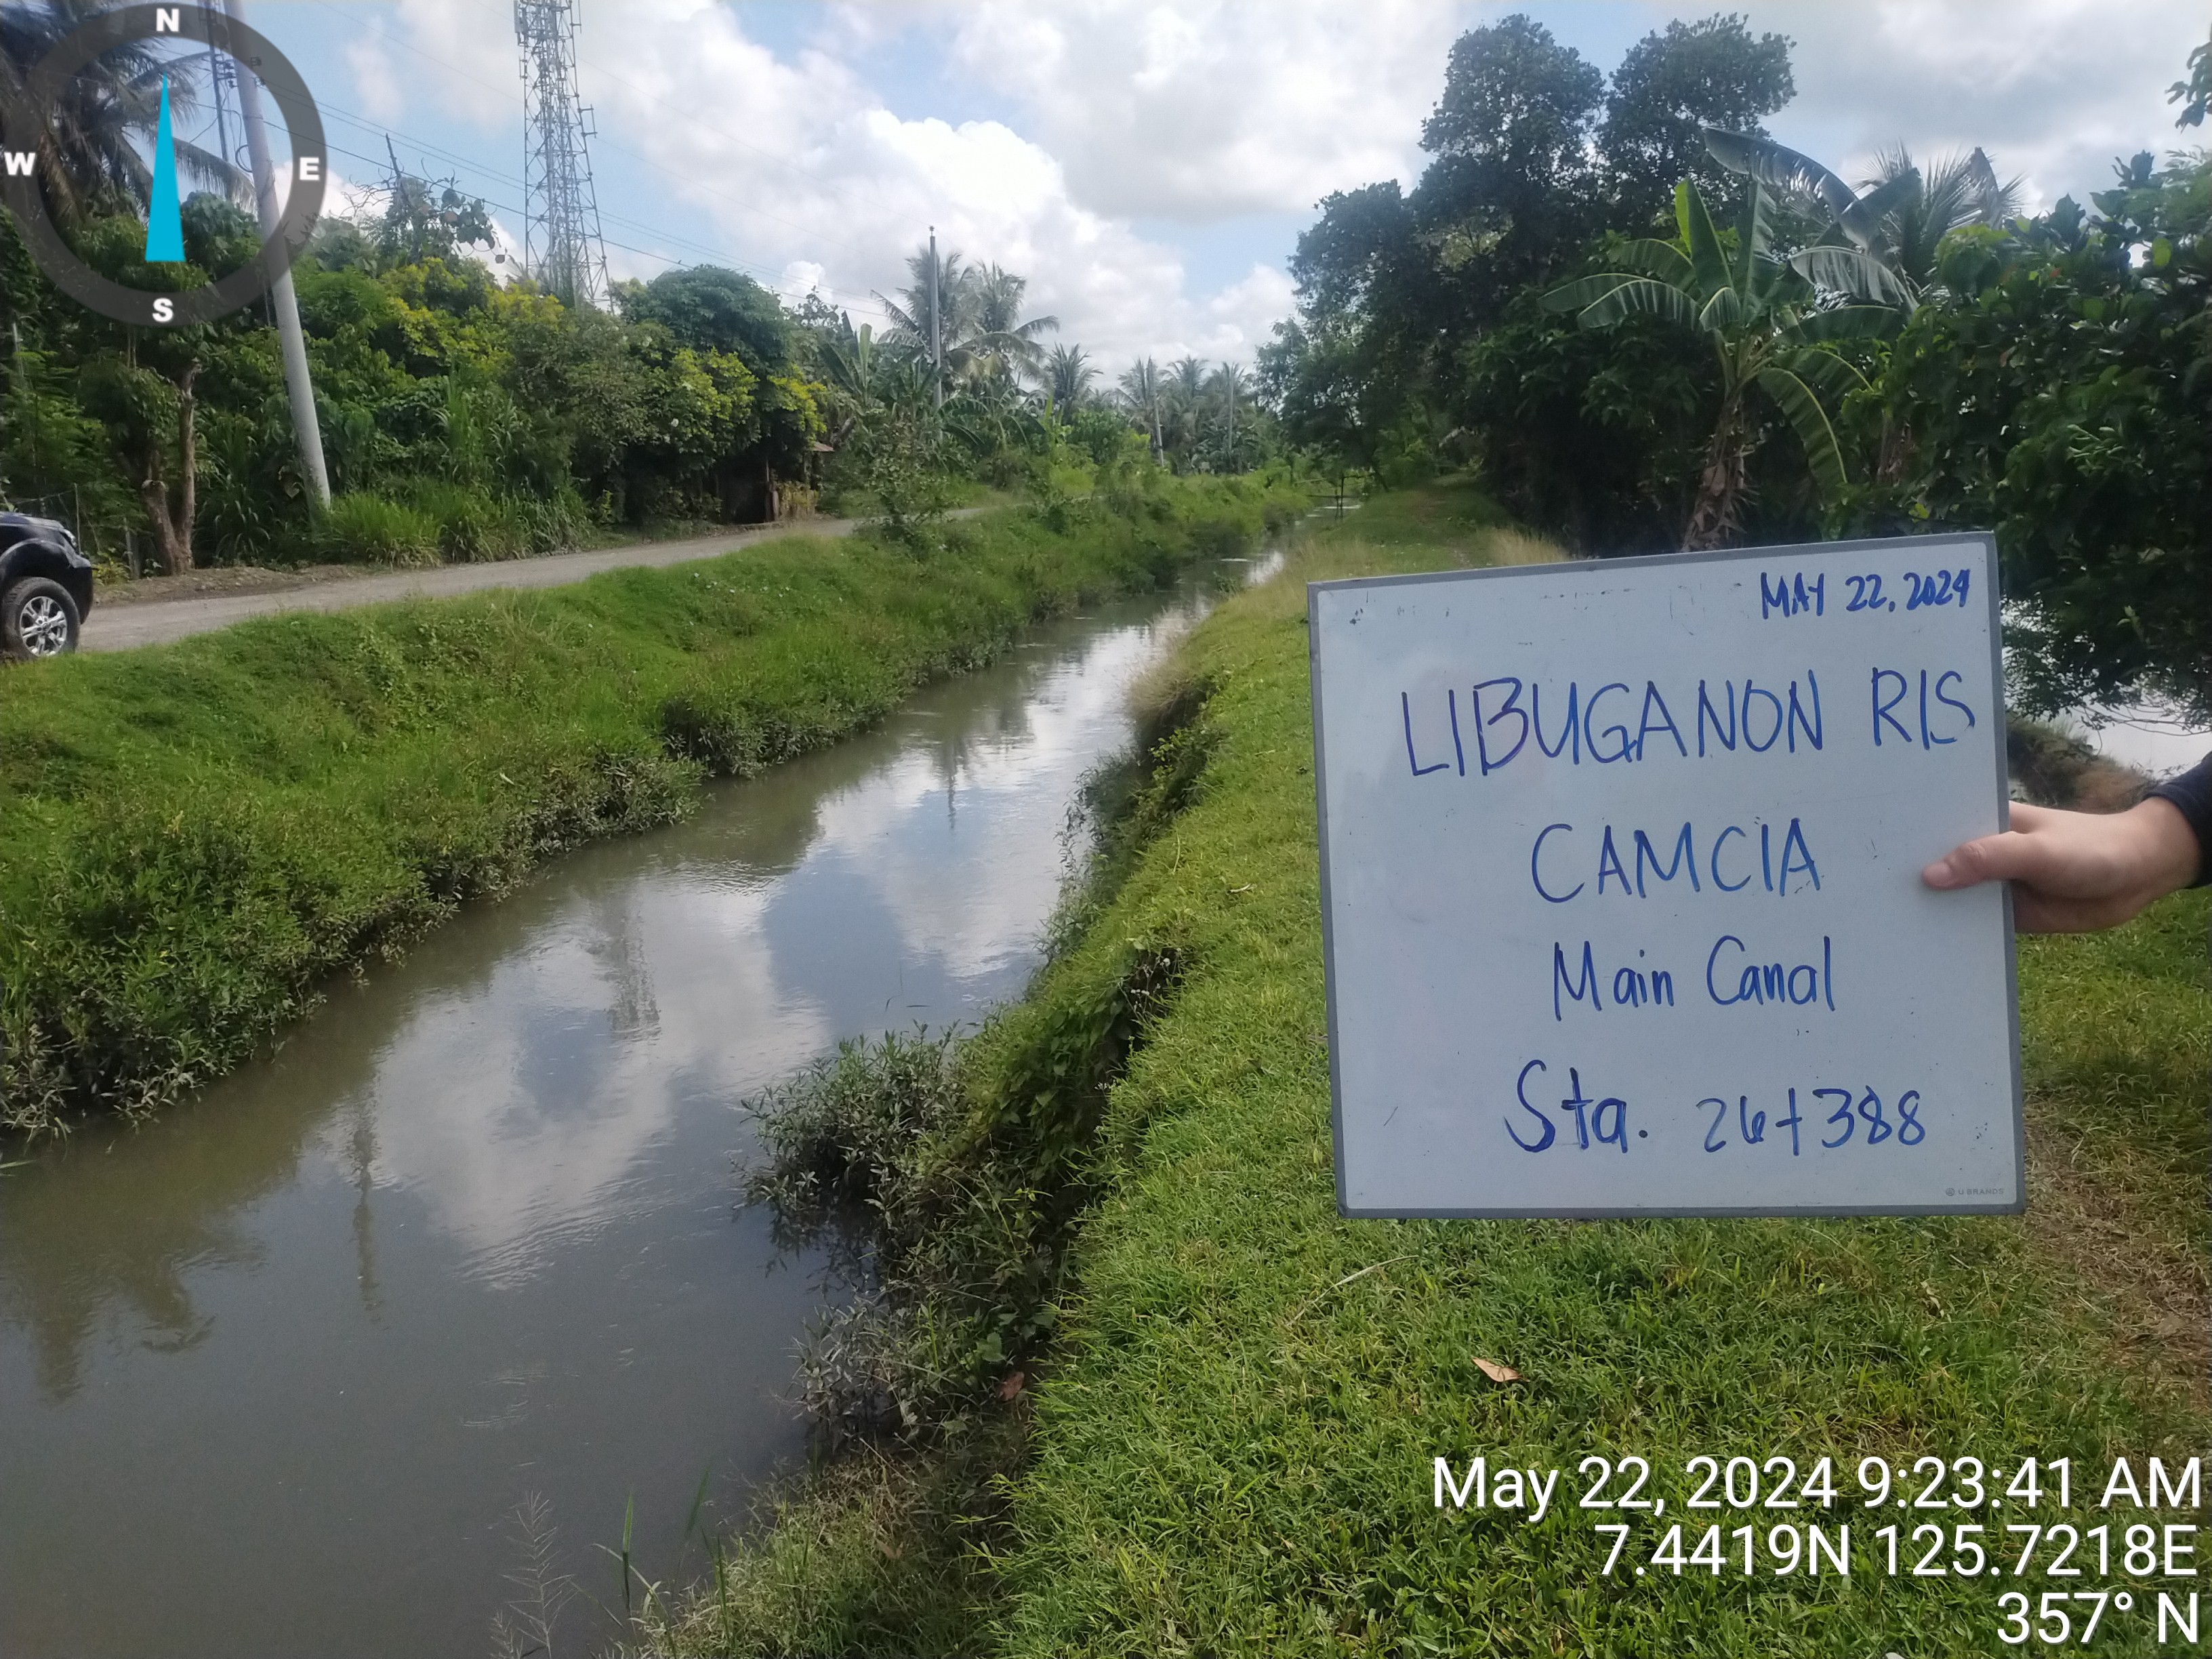 N
W
E
S
MAY 22, 2024
LIBUGANON RIS
CAMCIA
Main Canal
Sta. 26+388
U BRANDS
May 22, 2024 9:23:41 AM
7.4419N 125.7218E
357° N